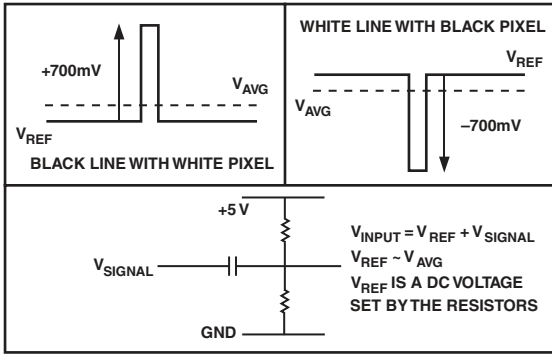 +700mV
V_AVG
V_REF
BLACK LINE WITH WHITE PIXEL
WHITE LINE WITH BLACK PIXEL
V_REF
V_AVG
–700mV
+5 V
V_SIGNAL
GND
V_INPUT = V_REF + V_SIGNAL
V_REF ~ V_AVG
V_REF IS A DC VOLTAGE
SET BY THE RESISTORS